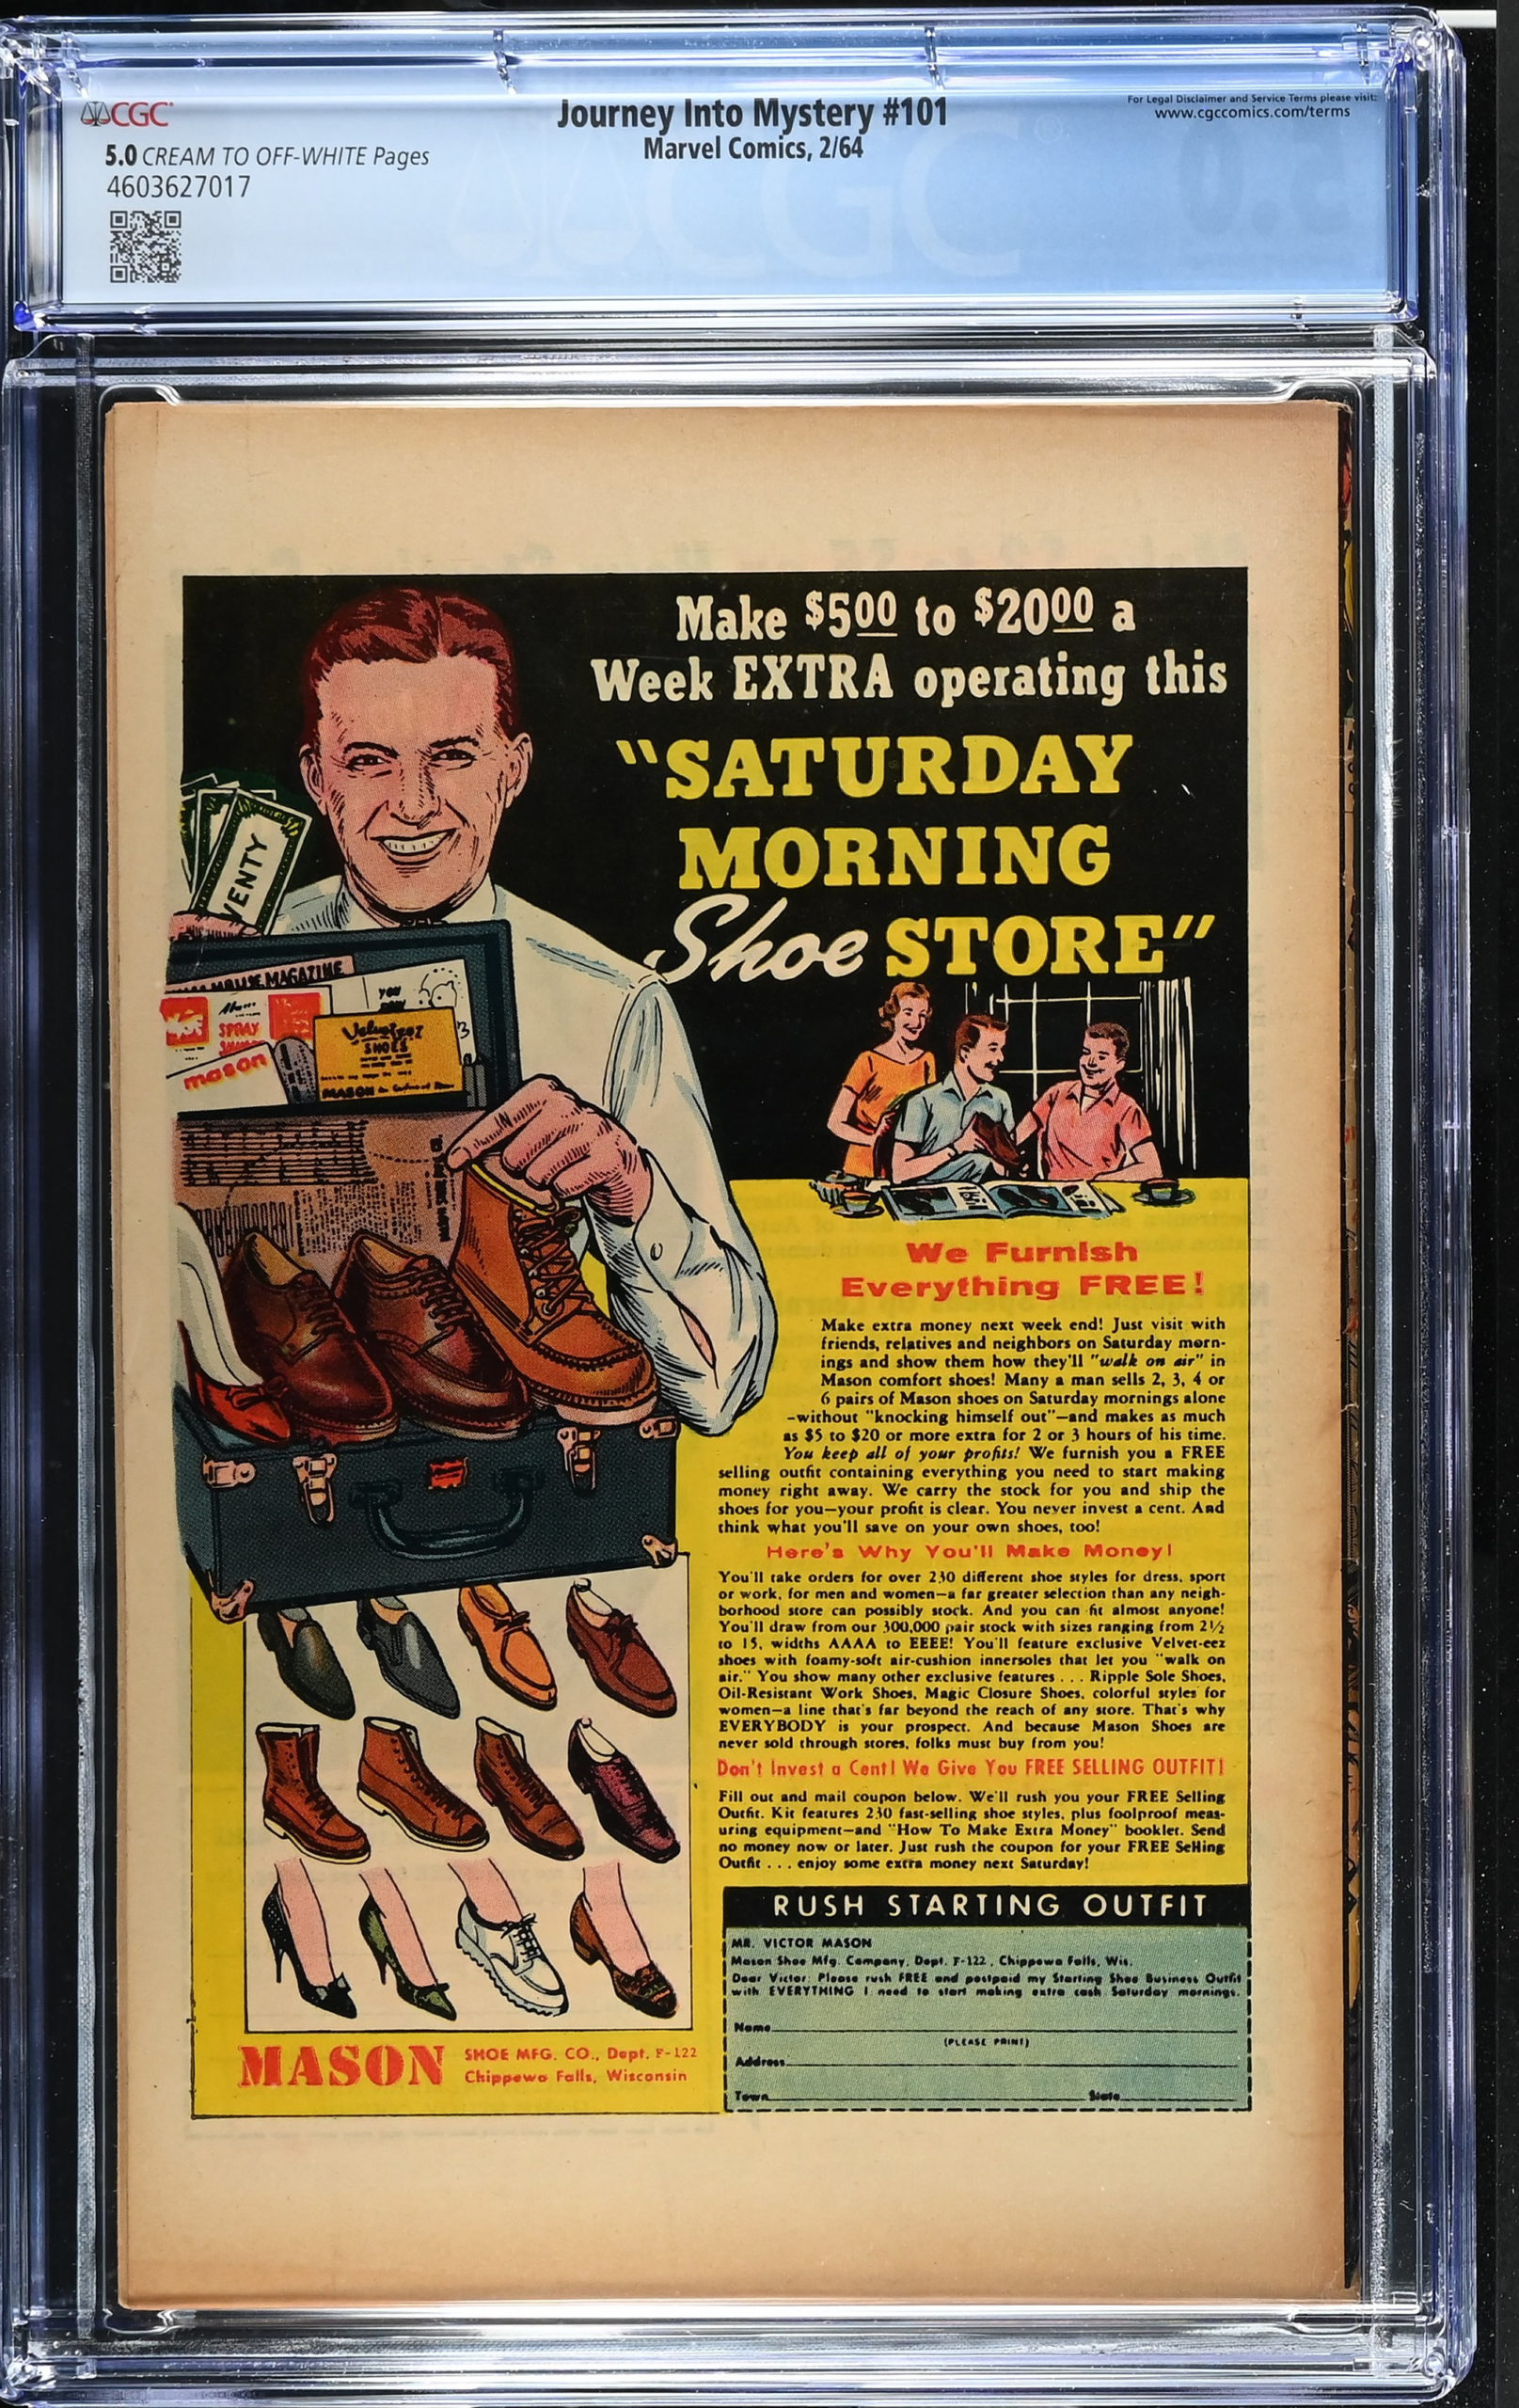 CGC
Journey Into Mystery #101
Marvel Comics, 2/64
For Legal Disclaimer and Service Terms please visit:
www.cgccomics.com/terms
5.0 CREAM TO OFF-WHITE Pages
4603627017
Make $500 to $2000 a
Week EXTRA operating this
"SATURDAY
MORNING
Shoe STORE"
VENTY
MAGAZINE
SPRAY
mason
SHOES
MASON
We Furnish
Everything FREE!
Make extra money next week end! Just visit with
friends, relatives and neighbors on Saturday morn-
ings and show them how they'll "walk on air" in
Mason comfort shoes! Many a man sells 2, 3, 4 or
6 pairs of Mason shoes on Saturday mornings alone
-without "knocking himself out"—and makes as much
as $5 to $20 or more extra for 2 or 3 hours of his time.
You keep all of your profits! We furnish you a FREE
selling outfit containing everything you need to start making
money right away. We carry the stock for you and ship the
shoes for you—your profit is clear. You never invest a cent. And
think what you'll save on your own shoes, too!
Here's Why You'll Make Money!
You'll take orders for over 230 different shoe styles for dress, sport
or work, for men and women—a far greater selection than any neigh-
borhood store can possibly stock. And you can fit almost anyone!
You'll draw from our 300,000 pair stock with sizes ranging from 2½
to 15, widths AAAA to EEEE! You'll feature exclusive Velvet-eez
shoes with foamy-soft air-cushion innersoles that let you "walk on
air." You show many other exclusive features . . . Ripple Sole Shoes,
Oil-Resistant Work Shoes, Magic Closure Shoes, colorful styles for
women—a line that's far beyond the reach of any store. That's why
EVERYBODY is your prospect. And because Mason Shoes are
never sold through stores, folks must buy from you!
Don't Invest a Cent! We Give You FREE SELLING OUTFIT!
Fill out and mail coupon below. We'll rush you your FREE Selling
Outfit. Kit features 230 fast-selling shoe styles, plus foolproof meas-
uring equipment—and "How To Make Extra Money" booklet. Send
no money now or later. Just rush the coupon for your FREE Selling
Outfit . . . enjoy some extra money next Saturday!
RUSH STARTING OUTFIT
MR. VICTOR MASON
Mason Shoe Mfg. Company, Dept. F-122, Chippewa Falls, Wis.
Dear Victor: Please rush FREE and postpaid my Starting Shoe Business Outfit
with EVERYTHING I need to start making extra cash Saturday mornings.
Name
(PLEASE PRINT)
Address
Town State
MASON SHOE MFG. CO., Dept. F-122
Chippewa Falls, Wisconsin